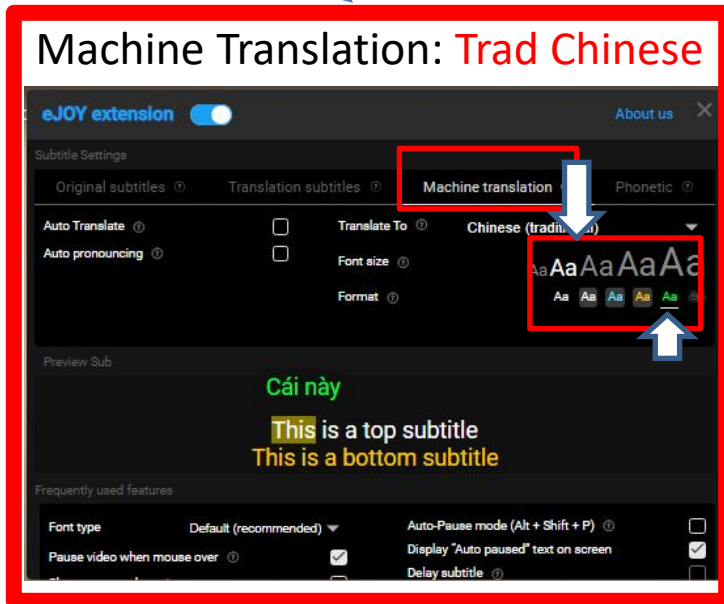 Machine Translation: Trad Chinese
eJOY extension
About us
Subtitle Settings
Original subtitles
Translation subtitles
Machine translation
Phonetic
Auto Translate
Translate To
Chinese (traditional)
Auto pronouncing
Font size
Aa Aa Aa Aa Aa
Format
Aa Aa Aa Aa Aa
Preview Sub
Cái này
This is a top subtitle
This is a bottom subtitle
Frequently used features
Font type
Default (recommended)
Auto-Pause mode (Alt + Shift + P)
Pause video when mouse over
Display "Auto paused" text on screen
Delay subtitle